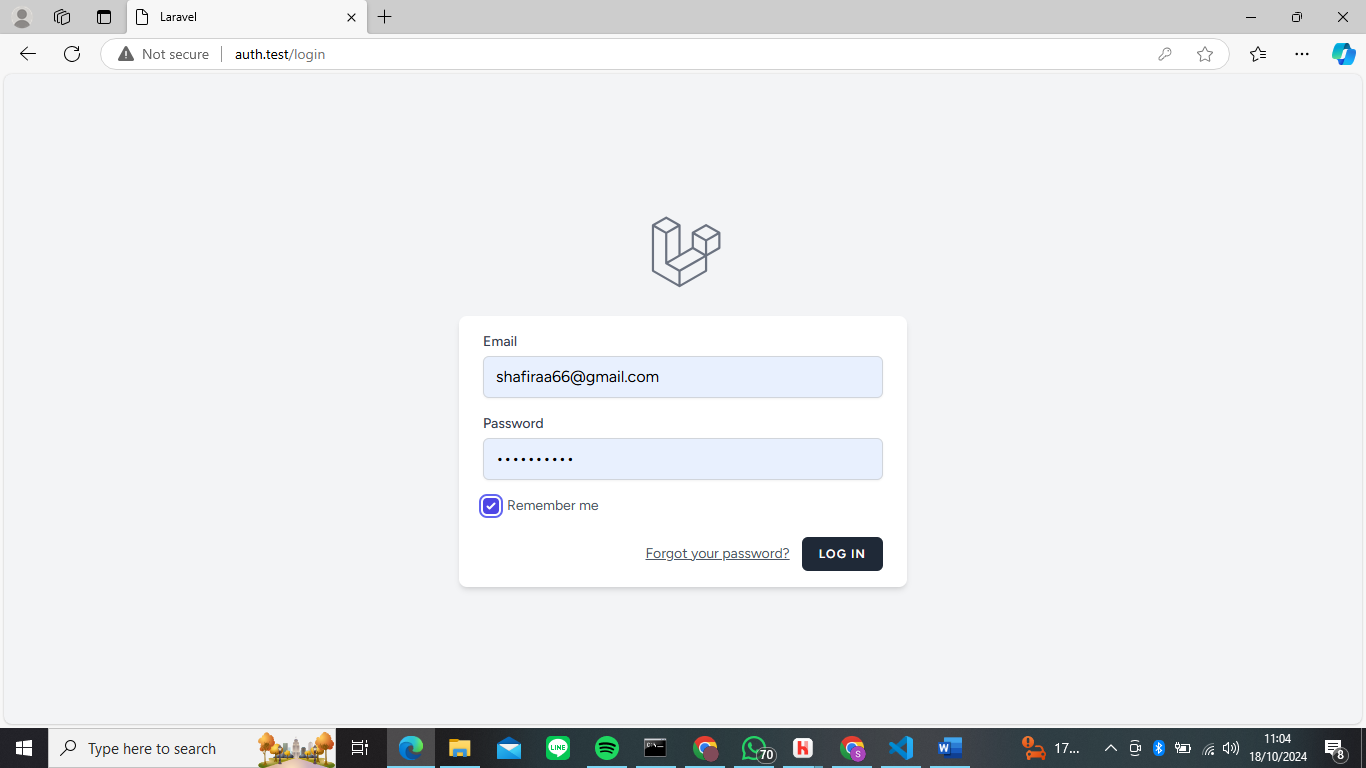 Laravel
Not secure auth.test/login
Email
shafiraa66@gmail.com
Password
Remember me
Forgot your password? LOG IN
Type here to search
70
S
17...
11:04
18/10/2024
8